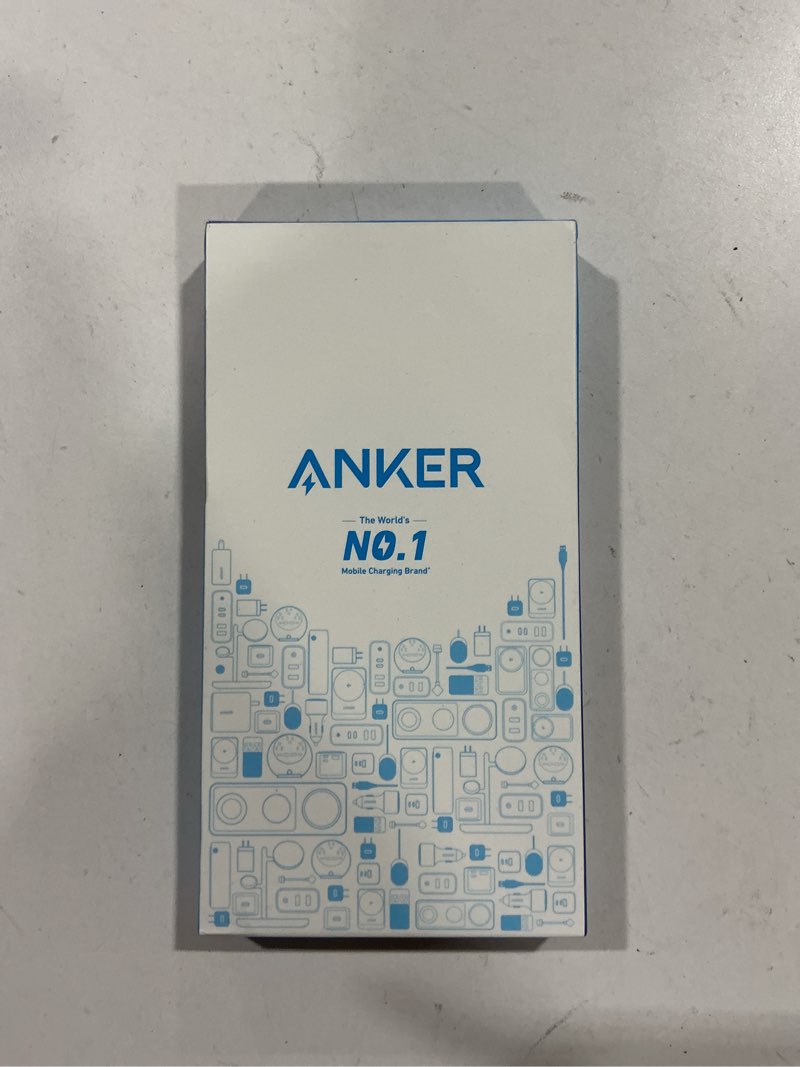 ANKER
The World's
NO.1
Mobile Charging Brand*